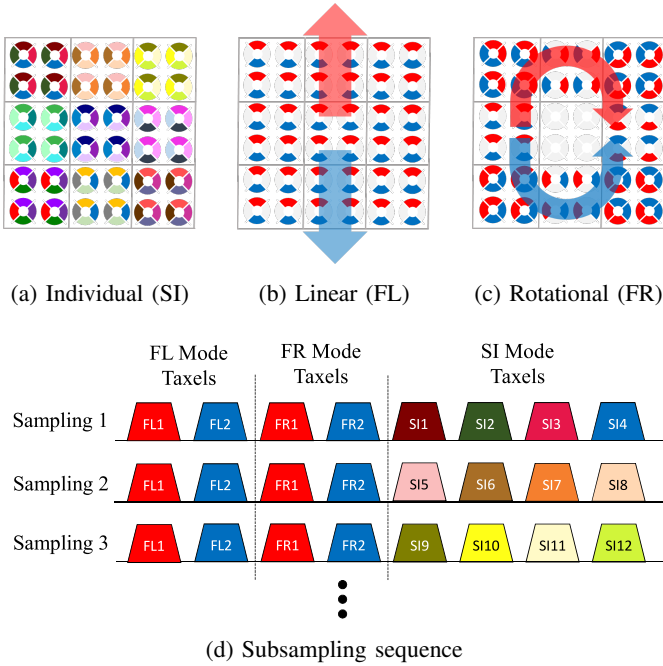 (a) Individual (SI)
(b) Linear (FL)
(c) Rotational (FR)
FL Mode Taxels
FR Mode Taxels
SI Mode Taxels
Sampling 1
FL1 FL2 FR1 FR2 SI1 SI2 SI3 SI4
Sampling 2
FL1 FL2 FR1 FR2 SI5 SI6 SI7 SI8
Sampling 3
FL1 FL2 FR1 FR2 SI9 SI10 SI11 SI12
(d) Subsampling sequence